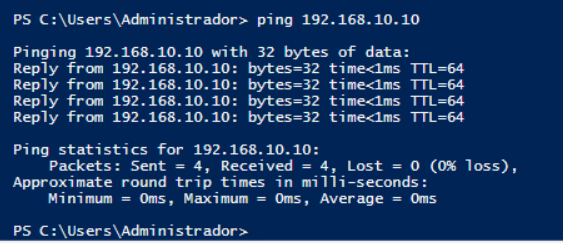 PS C:\Users\Administrador> ping 192.168.10.10
Pinging 192.168.10.10 with 32 bytes of data:
Reply from 192.168.10.10: bytes=32 time<1ms TTL=64
Reply from 192.168.10.10: bytes=32 time<1ms TTL=64
Reply from 192.168.10.10: bytes=32 time<1ms TTL=64
Reply from 192.168.10.10: bytes=32 time<1ms TTL=64
Ping statistics for 192.168.10.10:
    Packets: Sent = 4, Received = 4, Lost = 0 (0% loss),
Approximate round trip times in milli-seconds:
    Minimum = 0ms, Maximum = 0ms, Average = 0ms
PS C:\Users\Administrador>